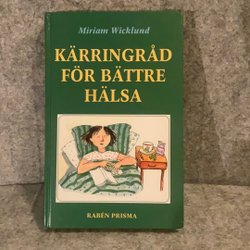 Miriam Wicklund
KÄRRINGRÅD
FÖR BÄTTRE
HÄLSA
RABÉN PRISMA